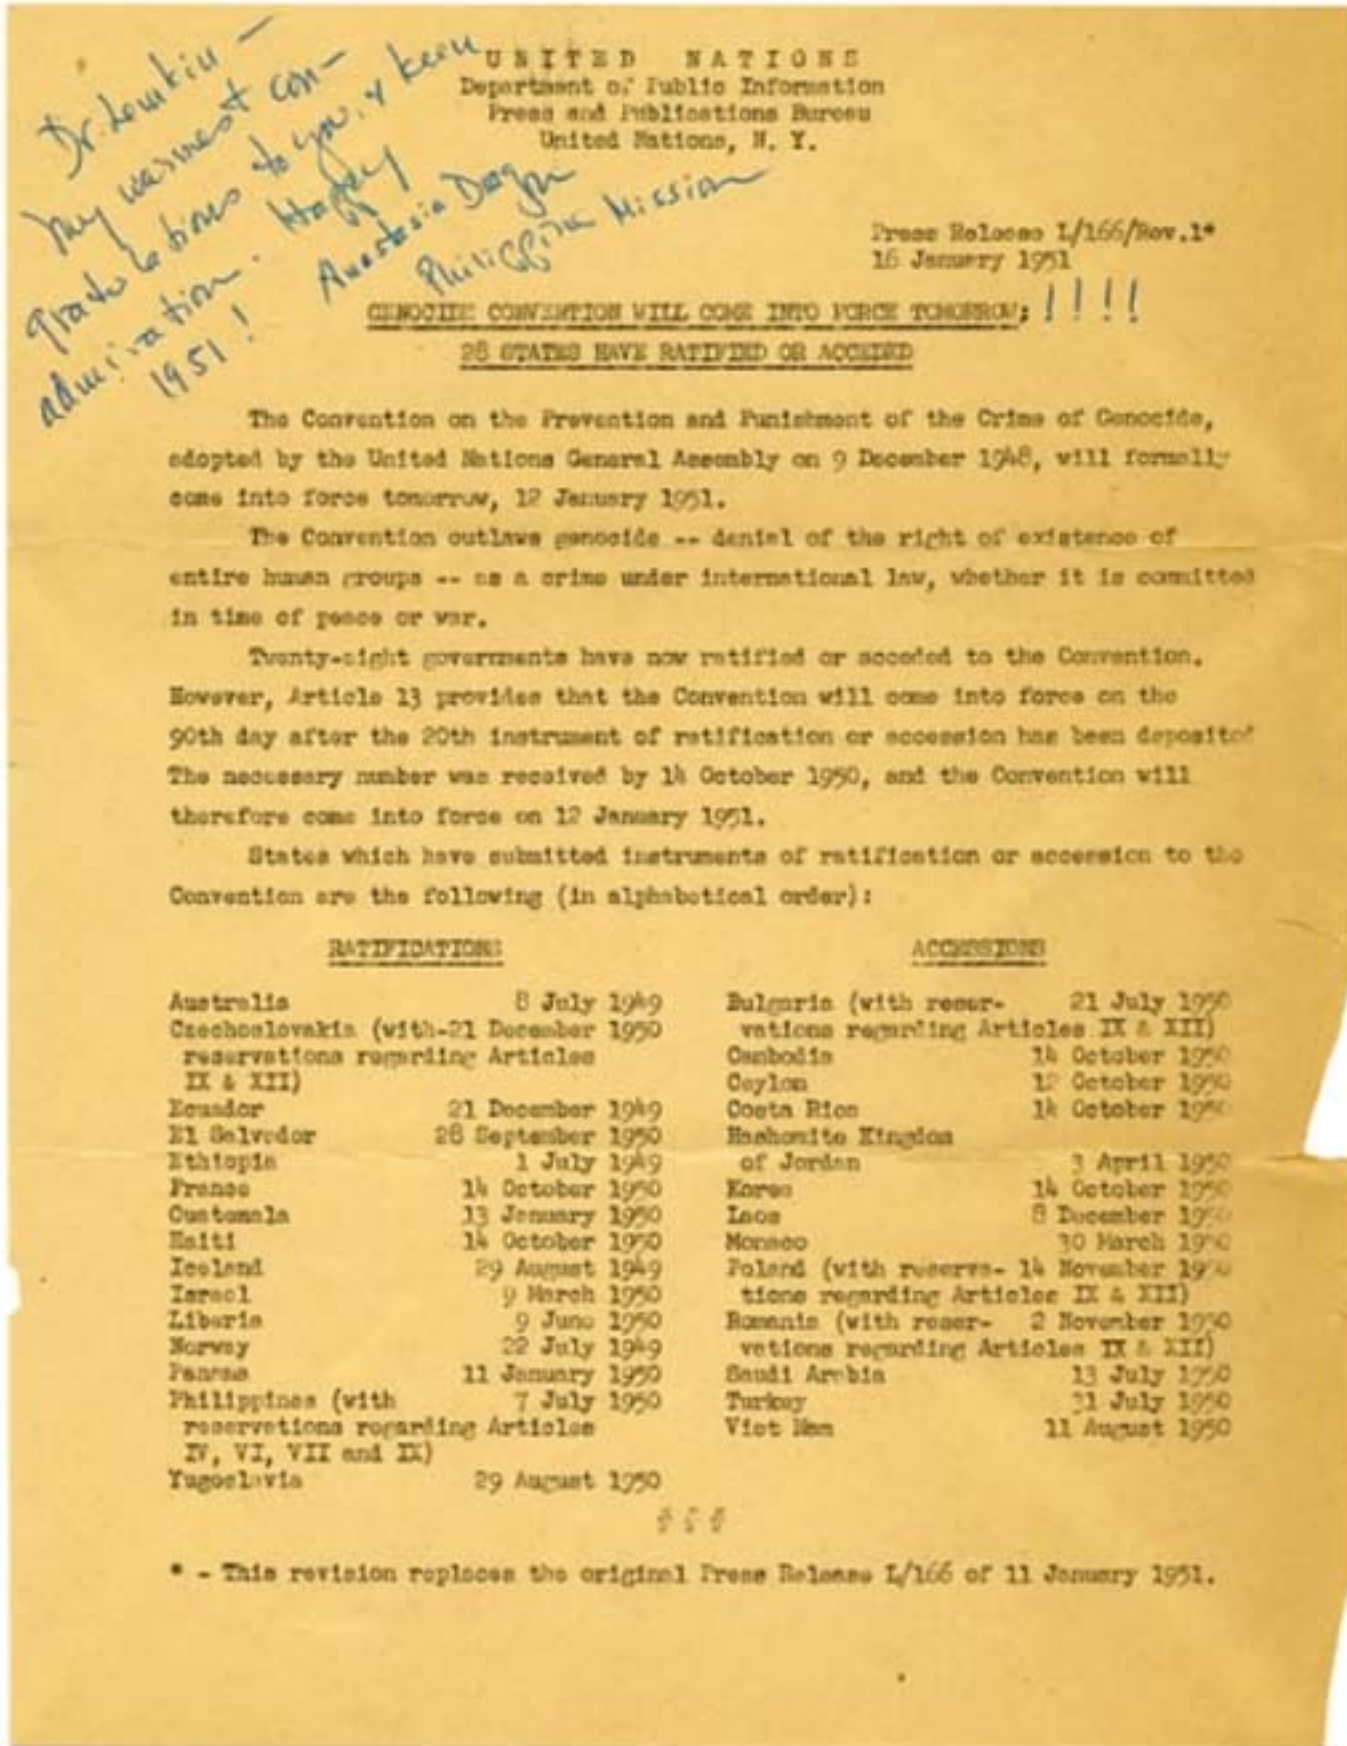 Dr. Lemkin —
My warmest con-
gratulations to you, & keen
admiration. Happy
1951!
Anastasia
Philippine Mission
UNITED NATIONS
Department of Public Information
Press and Publications Bureau
United Nations, N. Y.
Press Release L/166/Rev.1*
16 January 1951
GENOCIDE CONVENTION WILL COME INTO FORCE TOMORROW; !!!!
28 STATES HAVE RATIFIED OR ACCEDED
The Convention on the Prevention and Punishment of the Crime of Genocide,
adopted by the United Nations General Assembly on 9 December 1948, will formally
come into force tomorrow, 12 January 1951.
The Convention outlaws genocide -- denial of the right of existence of
entire human groups -- as a crime under international law, whether it is committed
in time of peace or war.
Twenty-eight governments have now ratified or acceded to the Convention.
However, Article 13 provides that the Convention will come into force on the
90th day after the 20th instrument of ratification or accession has been deposited
The necessary number was received by 14 October 1950, and the Convention will
therefore come into force on 12 January 1951.
States which have submitted instruments of ratification or accession to the
Convention are the following (in alphabetical order):
RATIFICATIONS
Australia 8 July 1949
Czechoslovakia (with-21 December 1950
reservations regarding Articles
IX & XII)
Ecuador 21 December 1949
El Salvador 28 September 1950
Ethiopia 1 July 1949
France 14 October 1950
Guatemala 13 January 1950
Haiti 14 October 1950
Iceland 29 August 1949
Israel 9 March 1950
Liberia 9 June 1950
Norway 22 July 1949
Panama 11 January 1950
Philippines (with 7 July 1950
reservations regarding Articles
IV, VI, VII and IX)
Yugoslavia 29 August 1950
ACCESSIONS
Bulgaria (with reser- 21 July 1950
vations regarding Articles IX & XII)
Cambodia 14 October 1950
Ceylon 12 October 1950
Costa Rica 14 October 1950
Hashemite Kingdom
of Jordan 3 April 1950
Korea 14 October 1950
Laos 8 December 1950
Monaco 30 March 1950
Poland (with reserva- 14 November 1950
tions regarding Articles IX & XII)
Romania (with reser- 2 November 1950
vations regarding Articles IX & XII)
Saudi Arabia 13 July 1950
Turkey 31 July 1950
Viet Nam 11 August 1950
* - This revision replaces the original Press Release L/166 of 11 January 1951.